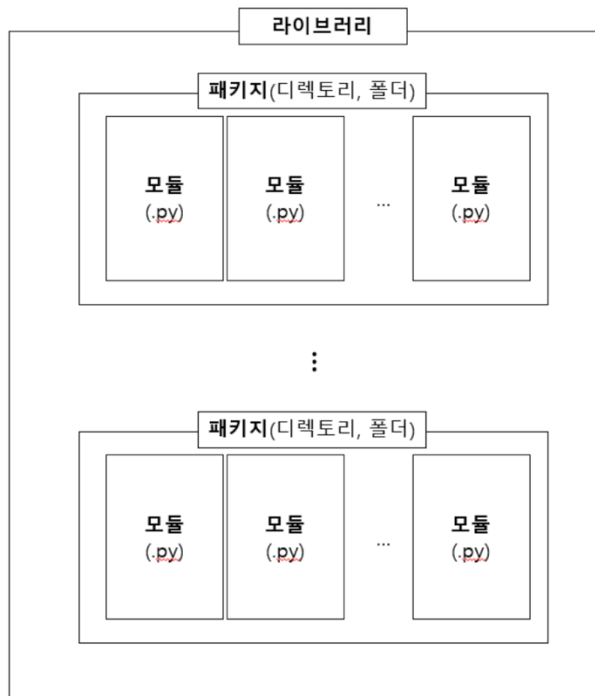 라이브러리
패키지(디렉토리, 폴더)
모듈 모듈 모듈
(.py) (.py) ... (.py)
⋮
패키지(디렉토리, 폴더)
모듈 모듈 모듈
(.py) (.py) ... (.py)